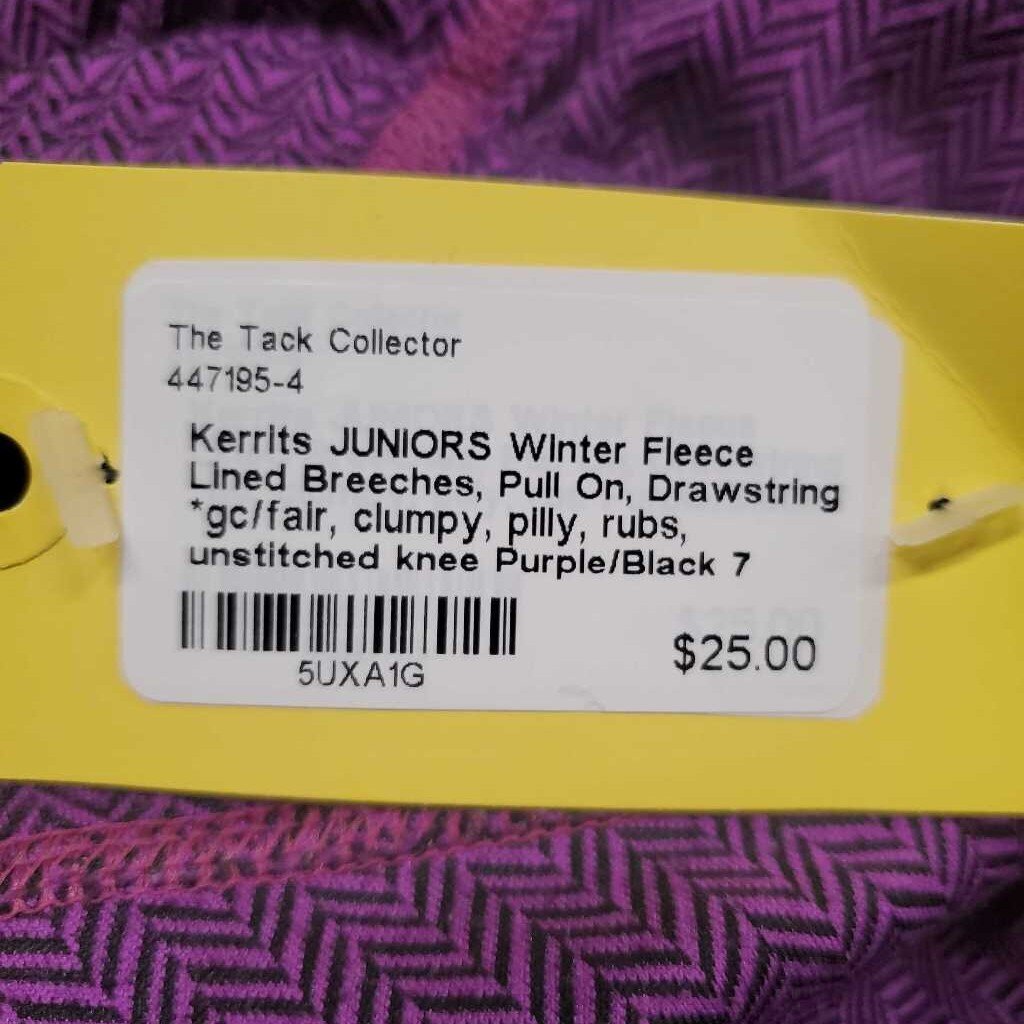 The Tack Collector
447195-4
Kerrits JUNIORS Winter Fleece
Lined Breeches, Pull On, Drawstring
*gc/fair, clumpy, pilly, rubs,
unstitched knee Purple/Black 7
5UXA1G
$25.00